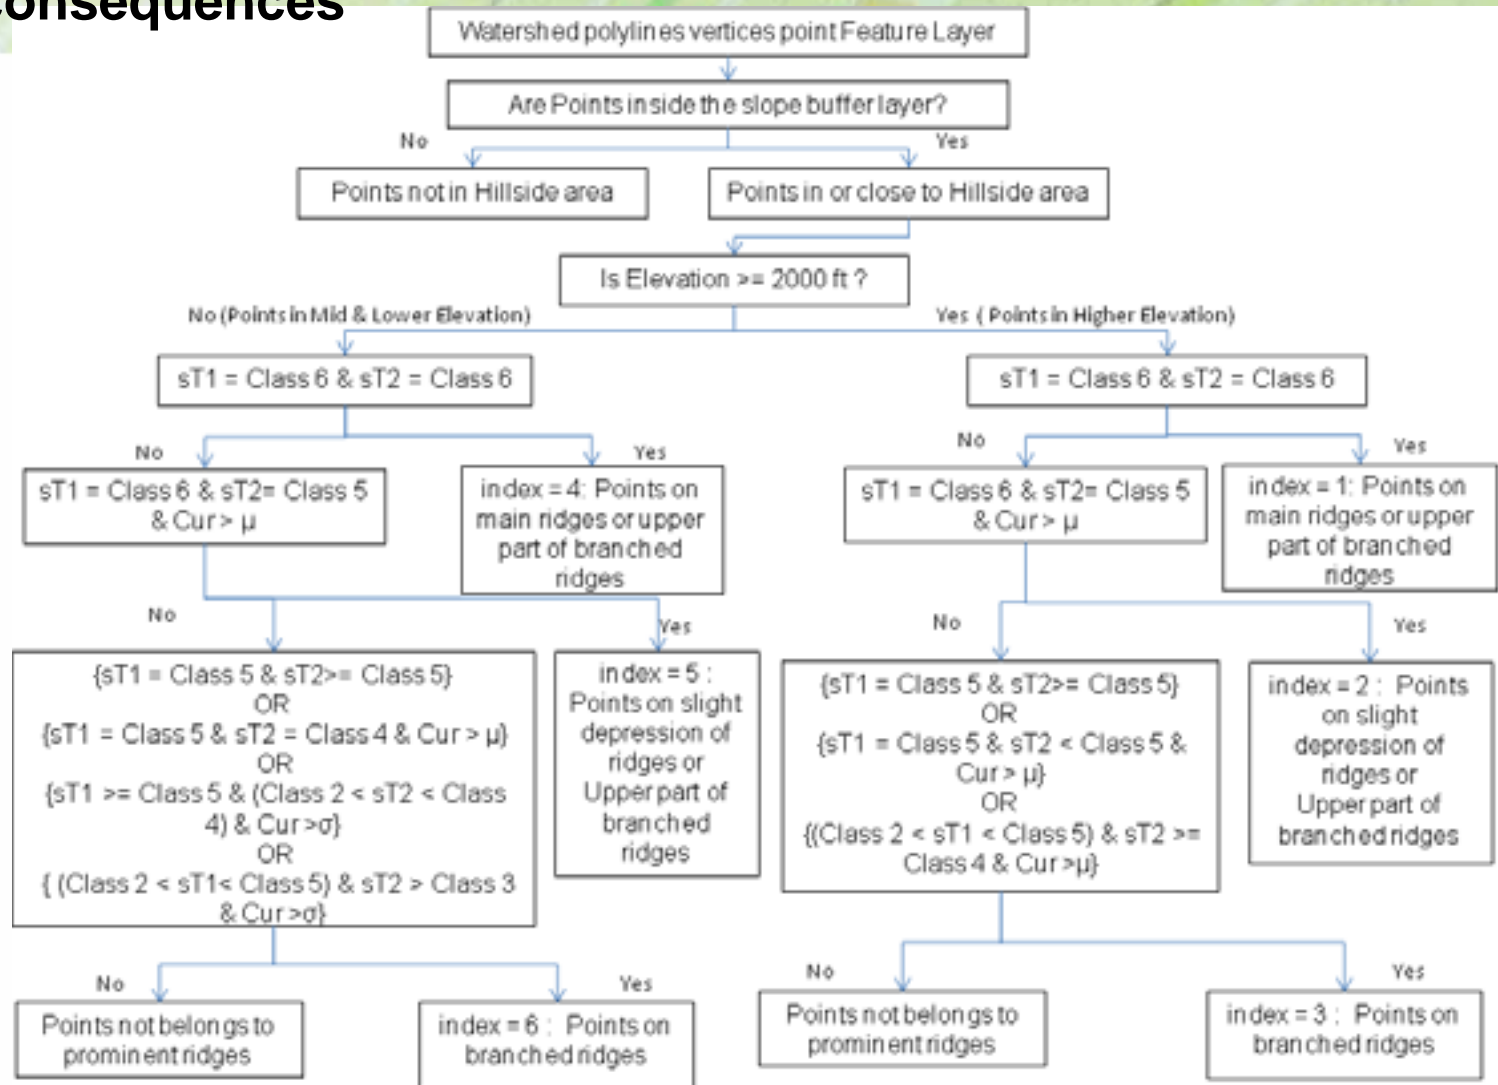 Consequences
Watershed polylines vertices point Feature Layer
Are Points inside the slope buffer layer?
No
Yes
Points not in Hillside area
Points in or close to Hillside area
Is Elevation >= 2000 ft ?
No (Points in Mid & Lower Elevation)
Yes ( Points in Higher Elevation)
sT1 = Class 6 & sT2 = Class 6
sT1 = Class 6 & sT2 = Class 6
No
Yes
No
Yes
sT1 = Class 6 & sT2= Class 5
& Cur > µ
index = 4: Points on
main ridges or upper
part of branched
ridges
sT1 = Class 6 & sT2= Class 5
& Cur > µ
index = 1: Points on
main ridges or upper
part of branched
ridges
No
Yes
No
Yes
{sT1 = Class 5 & sT2>= Class 5}
OR
{sT1 = Class 5 & sT2 = Class 4 & Cur > µ}
OR
{sT1 >= Class 5 & (Class 2 < sT2 < Class
4) & Cur >σ}
OR
{ (Class 2 < sT1< Class 5) & sT2 > Class 3
& Cur >σ}
index = 5 :
Points on slight
depression of
ridges or
Upper part of
branched
ridges
{sT1 = Class 5 & sT2>= Class 5}
OR
{sT1 = Class 5 & sT2 < Class 5 &
Cur > µ}
OR
{(Class 2 < sT1 < Class 5) & sT2 >=
Class 4 & Cur >µ}
index = 2 : Points
on slight
depression of
ridges or
Upper part of
branched ridges
No
Yes
No
Yes
Points not belongs to
prominent ridges
index = 6 : Points on
branched ridges
Points not belongs to
prominent ridges
index = 3 : Points on
branched ridges